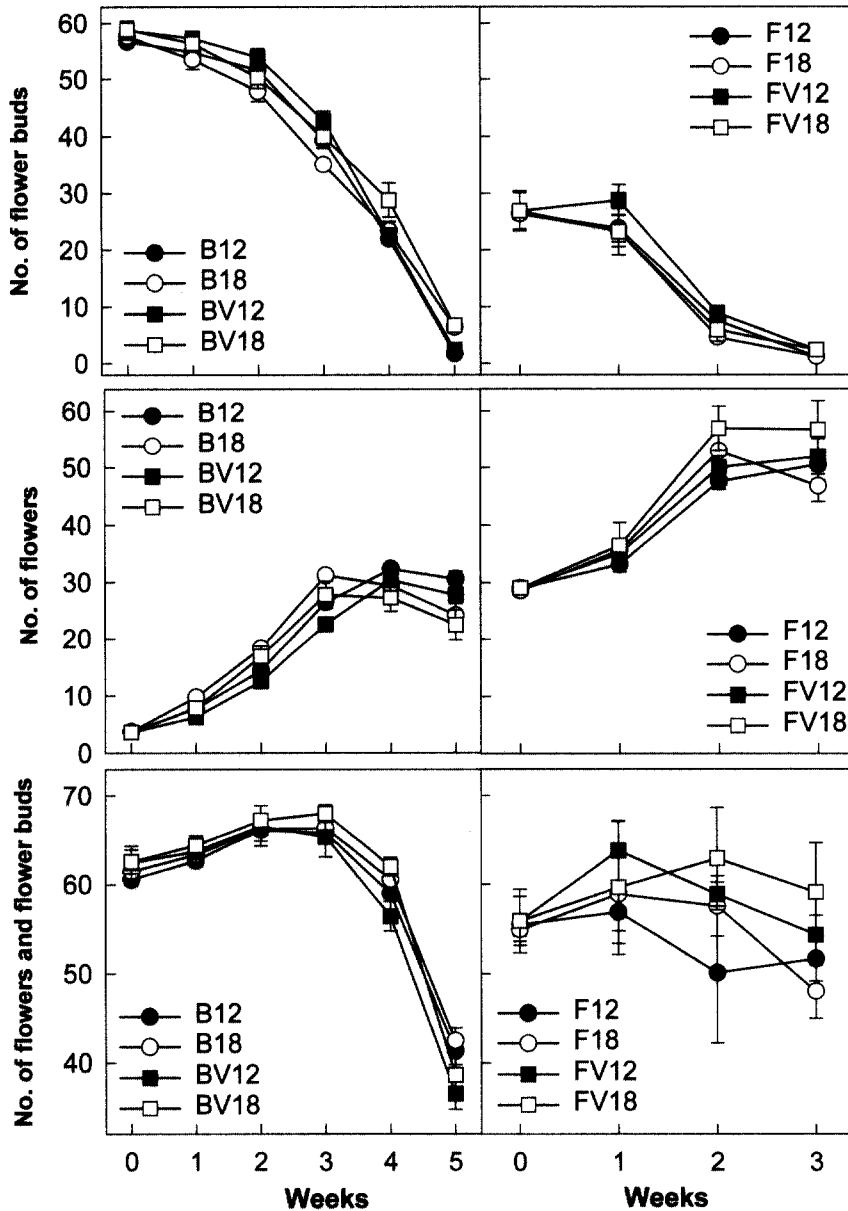 No. of flower buds
60
50
40
30
20
10
0
B12
B18
BV12
BV18
F12
F18
FV12
FV18
No. of flowers
60
50
40
30
20
10
0
B12
B18
BV12
BV18
F12
F18
FV12
FV18
No. of flowers and flower buds
70
60
50
40
B12
B18
BV12
BV18
F12
F18
FV12
FV18
0 1 2 3 4 5
0 1 2 3
Weeks
Weeks